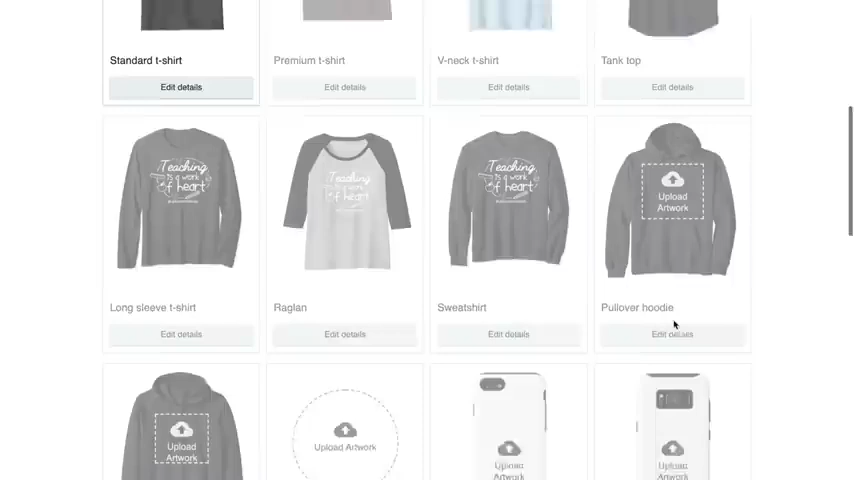 Standard t-shirt
Premium t-shirt
V-neck t-shirt
Tank top
Edit details
Edit details
Edit details
Edit details
Teaching
is a work
of heart
Teaching
is a work
of heart
Teaching
is a work
of heart
Upload
Artwork
Long sleeve t-shirt
Raglan
Sweatshirt
Pullover hoodie
Edit details
Edit details
Edit details
Edit details
Upload
Artwork
Upload Artwork
Upload
Artwork
Upload
Artwork